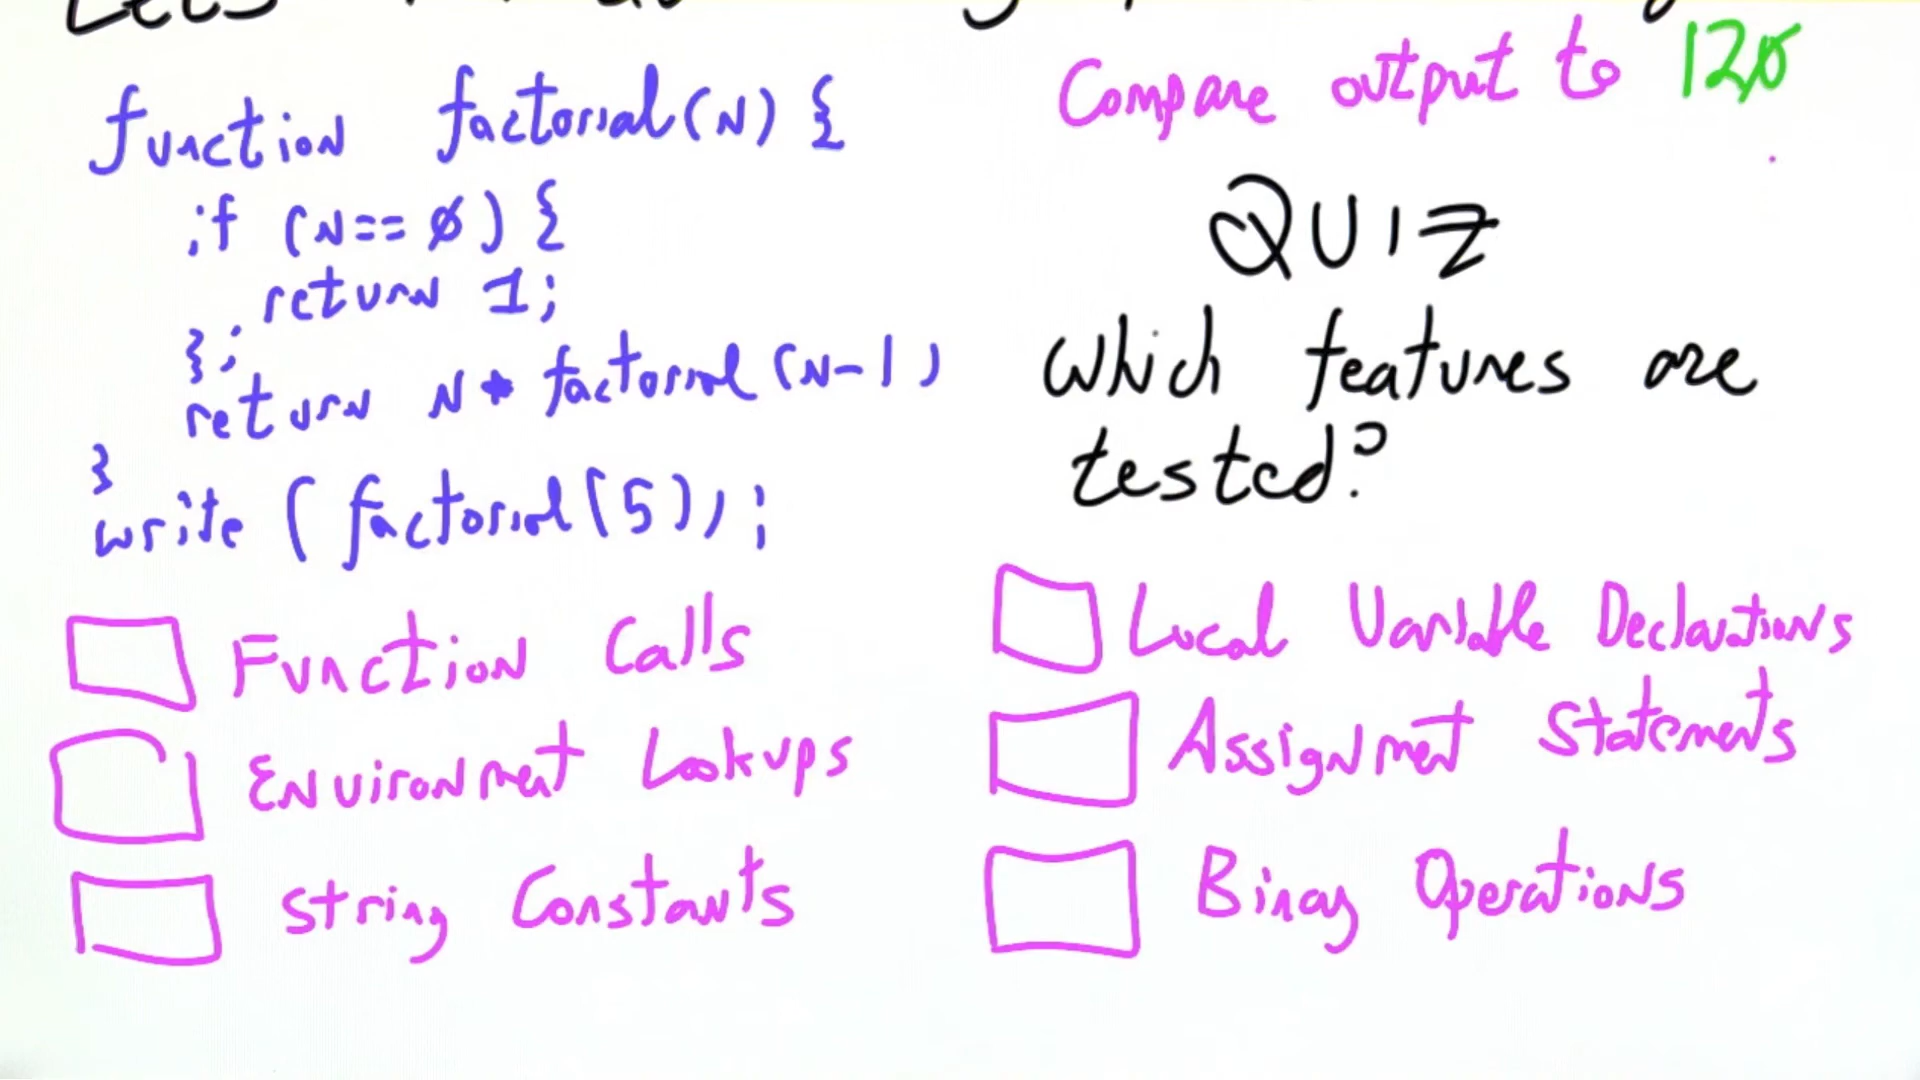 function factorial(N) {
if (N == 0) {
return 1;
};
return N * factorial (N-1)
}
write (factorial(5));
Compare output to 120
QUIZ
Which features are
tested?
Function Calls
Environment Lookups
String Constants
Local Variable Declarations
Assignment Statements
Binary Operations